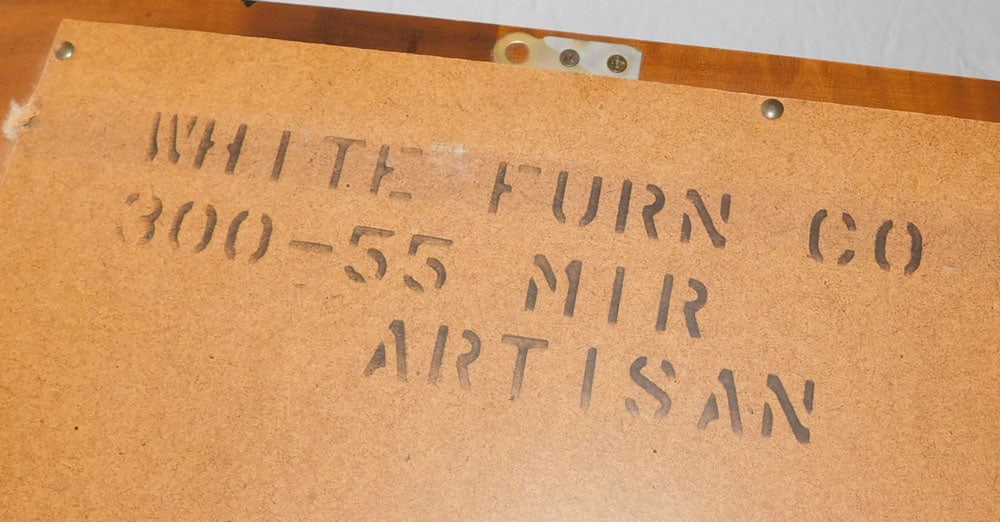 WHITE FURN CO
300-55 MIR
ARTISAN